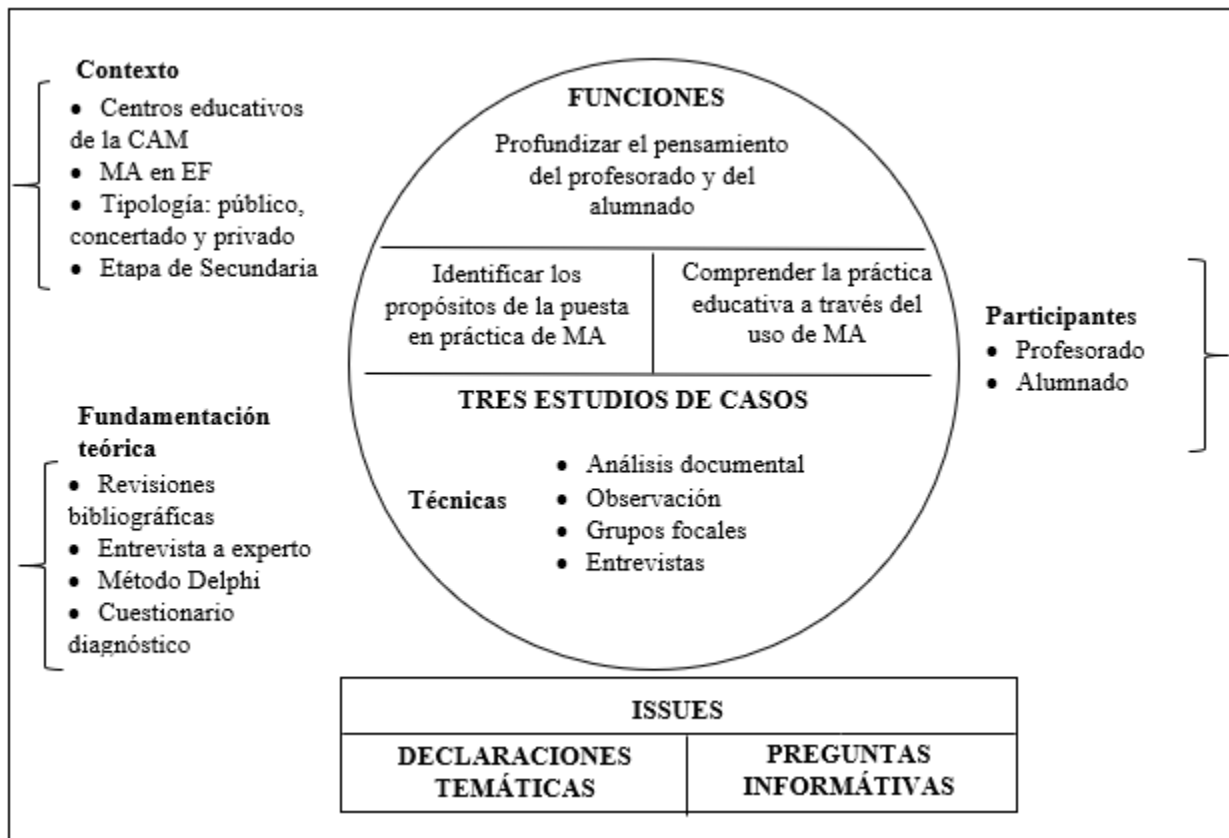 Contexto
• Centros educativos
de la CAM
• MA en EF
• Tipología: público,
concertado y privado
• Etapa de Secundaria
Fundamentación
teórica
• Revisiones
bibliográficas
• Entrevista a experto
• Método Delphi
• Cuestionario
diagnóstico
FUNCIONES
Profundizar el pensamiento
del profesorado y del
alumnado
Identificar los
propósitos de la puesta
en práctica de MA
Comprender la práctica
educativa a través del
uso de MA
TRES ESTUDIOS DE CASOS
Técnicas
• Análisis documental
• Observación
• Grupos focales
• Entrevistas
Participantes
• Profesorado
• Alumnado
ISSUES
DECLARACIONES
TEMÁTICAS
PREGUNTAS
INFORMÁTIVAS